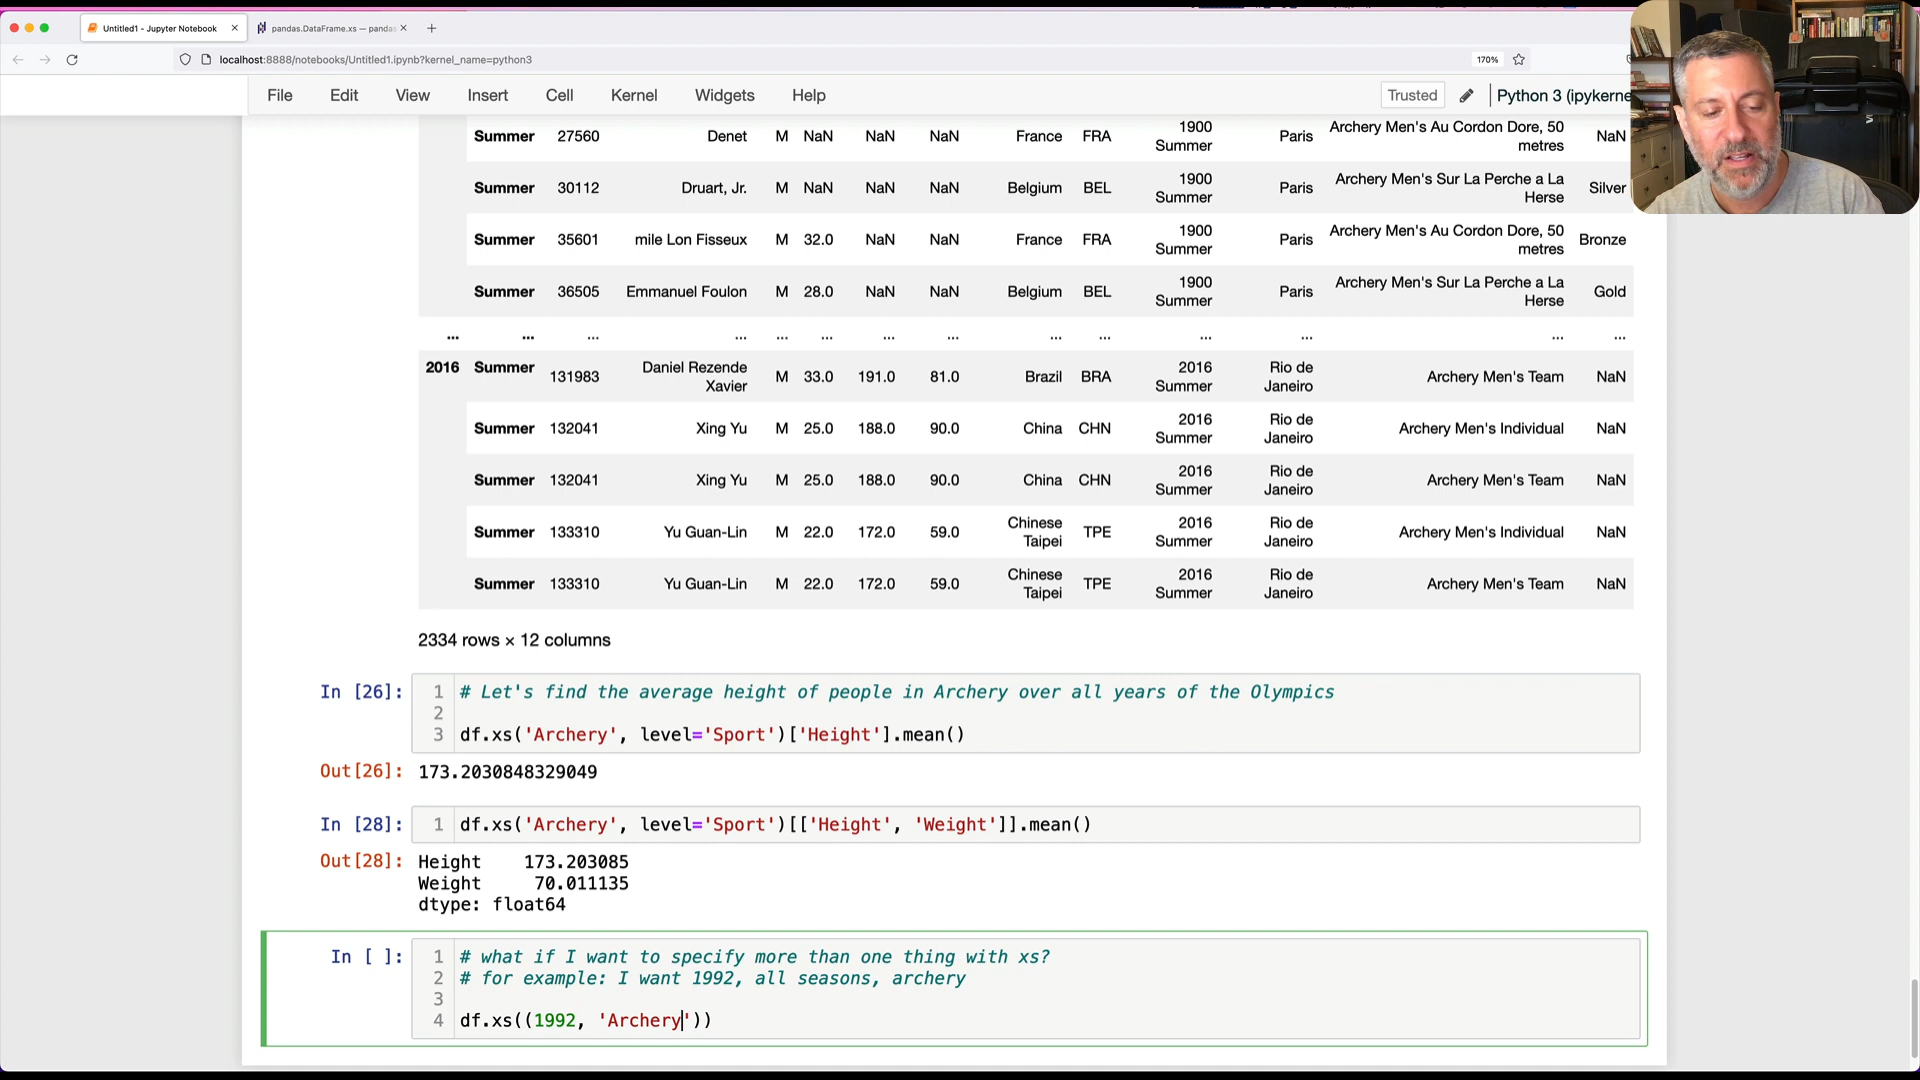 Untitled1 - Jupyter Notebook
pandas.DataFrame.xs — pandas
localhost:8888/notebooks/Untitled1.ipynb?kernel_name=python3
170%
File Edit View Insert Cell Kernel Widgets Help
Trusted
Python 3 (ipykerne
Summer 27560 Denet M NaN NaN NaN France FRA 1900 Summer Paris Archery Men's Au Cordon Dore, 50 metres NaN
Summer 30112 Druart, Jr. M NaN NaN NaN Belgium BEL 1900 Summer Paris Archery Men's Sur La Perche a La Herse Silver
Summer 35601 mile Lon Fisseux M 32.0 NaN NaN France FRA 1900 Summer Paris Archery Men's Au Cordon Dore, 50 metres Bronze
Summer 36505 Emmanuel Foulon M 28.0 NaN NaN Belgium BEL 1900 Summer Paris Archery Men's Sur La Perche a La Herse Gold
... ... ... ... ... ... ... ... ... ... ... ... ... ...
2016 Summer 131983 Daniel Rezende Xavier M 33.0 191.0 81.0 Brazil BRA 2016 Summer Rio de Janeiro Archery Men's Team NaN
Summer 132041 Xing Yu M 25.0 188.0 90.0 China CHN 2016 Summer Rio de Janeiro Archery Men's Individual NaN
Summer 132041 Xing Yu M 25.0 188.0 90.0 China CHN 2016 Summer Rio de Janeiro Archery Men's Team NaN
Summer 133310 Yu Guan-Lin M 22.0 172.0 59.0 Chinese Taipei TPE 2016 Summer Rio de Janeiro Archery Men's Individual NaN
Summer 133310 Yu Guan-Lin M 22.0 172.0 59.0 Chinese Taipei TPE 2016 Summer Rio de Janeiro Archery Men's Team NaN
2334 rows × 12 columns
In [26]:
1 # Let's find the average height of people in Archery over all years of the Olympics
2
3 df.xs('Archery', level='Sport')['Height'].mean()
Out[26]: 173.2030848329049
In [28]:
1 df.xs('Archery', level='Sport')[['Height', 'Weight']].mean()
Out[28]: Height 173.203085
Weight 70.011135
dtype: float64
In [ ]:
1 # what if I want to specify more than one thing with xs?
2 # for example: I want 1992, all seasons, archery
3
4 df.xs((1992, 'Archery'))